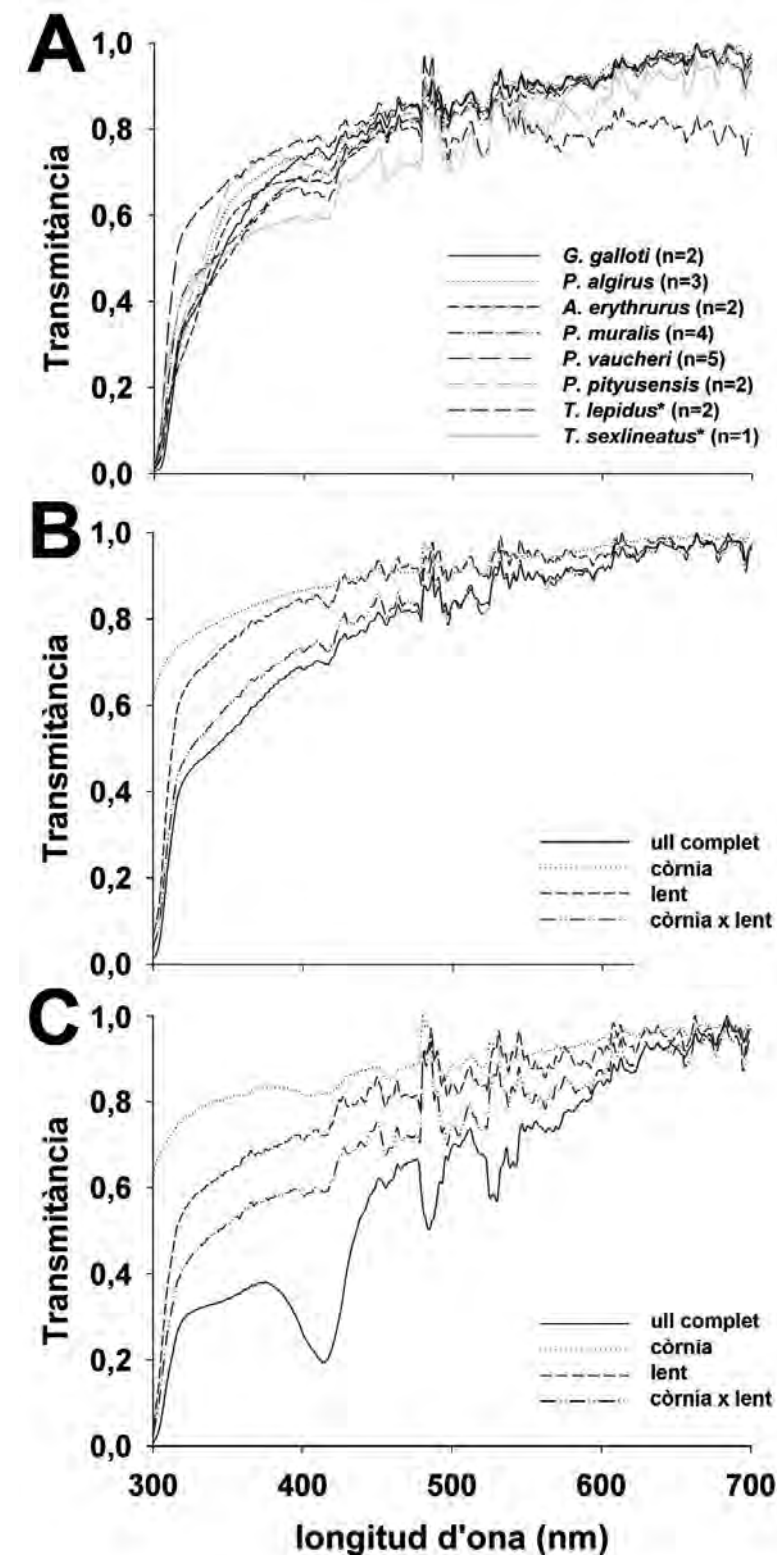 A
Transmitància
1,0
0,8
0,6
0,4
0,2
0,0
G. galloti (n=2)
P. algirus (n=3)
A. erythrurus (n=2)
P. muralis (n=4)
P. vaucheri (n=5)
P. pityusensis (n=2)
T. lepidus* (n=2)
T. sexlineatus* (n=1)
B
Transmitància
1,0
0,8
0,6
0,4
0,2
0,0
ull complet
còrnia
lent
còrnia x lent
C
Transmitància
1,0
0,8
0,6
0,4
0,2
0,0
ull complet
còrnia
lent
còrnia x lent
300 400 500 600 700
longitud d'ona (nm)